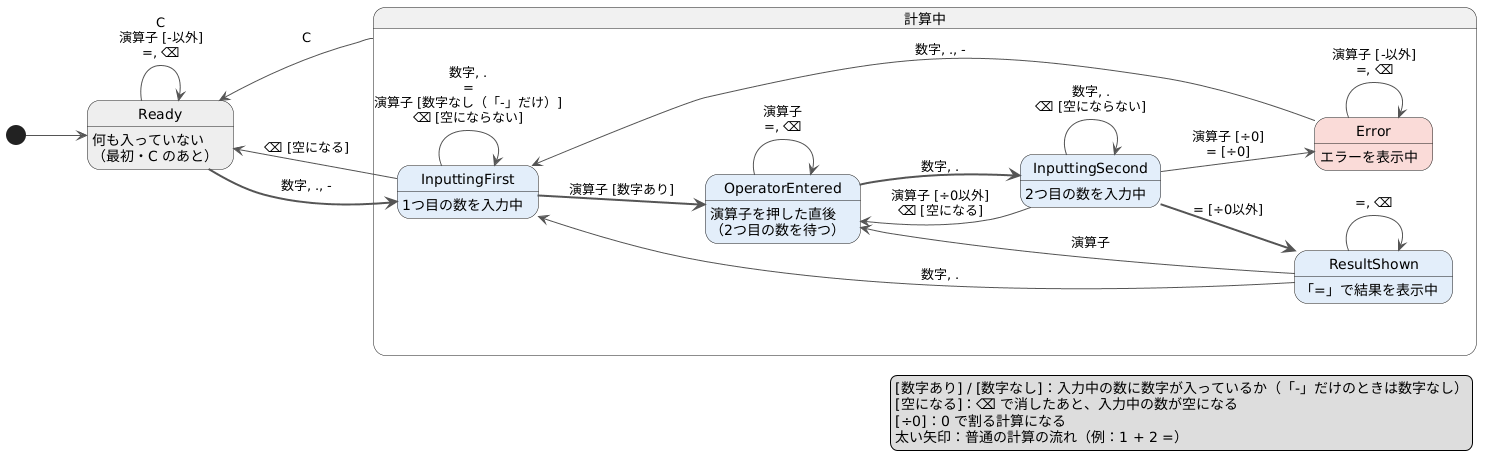 計算中
C
演算子 [-以外]
=, ⌫
C
数字, ., -
演算子 [-以外]
=, ⌫
数字, .
=
演算子 [数字なし（「-」だけ）]
⌫ [空にならない]
数字, .
⌫ [空にならない]
演算子
=, ⌫
Ready
何も入っていない
（最初・C のあと）
⌫ [空になる]
数字, ., -
InputtingFirst
1つ目の数を入力中
演算子 [数字あり]
OperatorEntered
演算子を押した直後
（2つ目の数を待つ）
数字, .
演算子 [÷0以外]
⌫ [空になる]
InputtingSecond
2つ目の数を入力中
演算子 [÷0]
= [÷0]
Error
エラーを表示中
= [÷0以外]
=, ⌫
演算子
ResultShown
「=」で結果を表示中
数字, .
[数字あり] / [数字なし]：入力中の数に数字が入っているか（「-」だけのときは数字なし）
[空になる]：⌫ で消したあと、入力中の数が空になる
[÷0]：0 で割る計算になる
太い矢印：普通の計算の流れ（例：1 + 2 =）